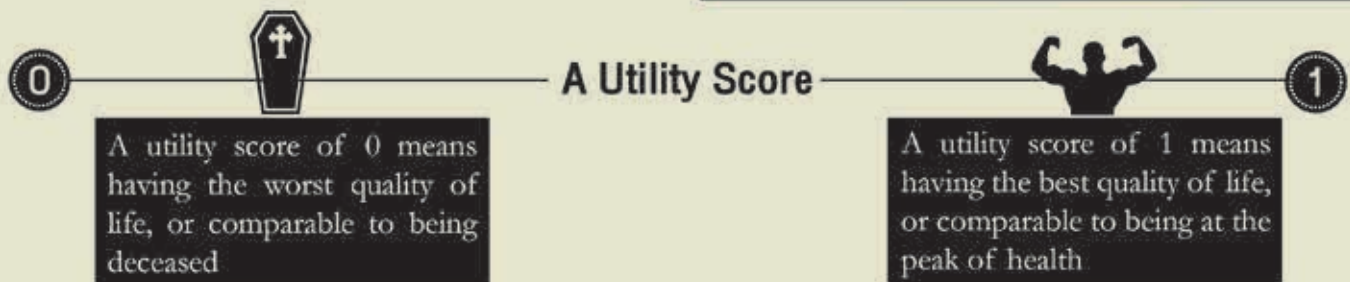 0
A Utility Score
1
A utility score of 0 means
having the worst quality of
life, or comparable to being
deceased
A utility score of 1 means
having the best quality of life,
or comparable to being at the
peak of health